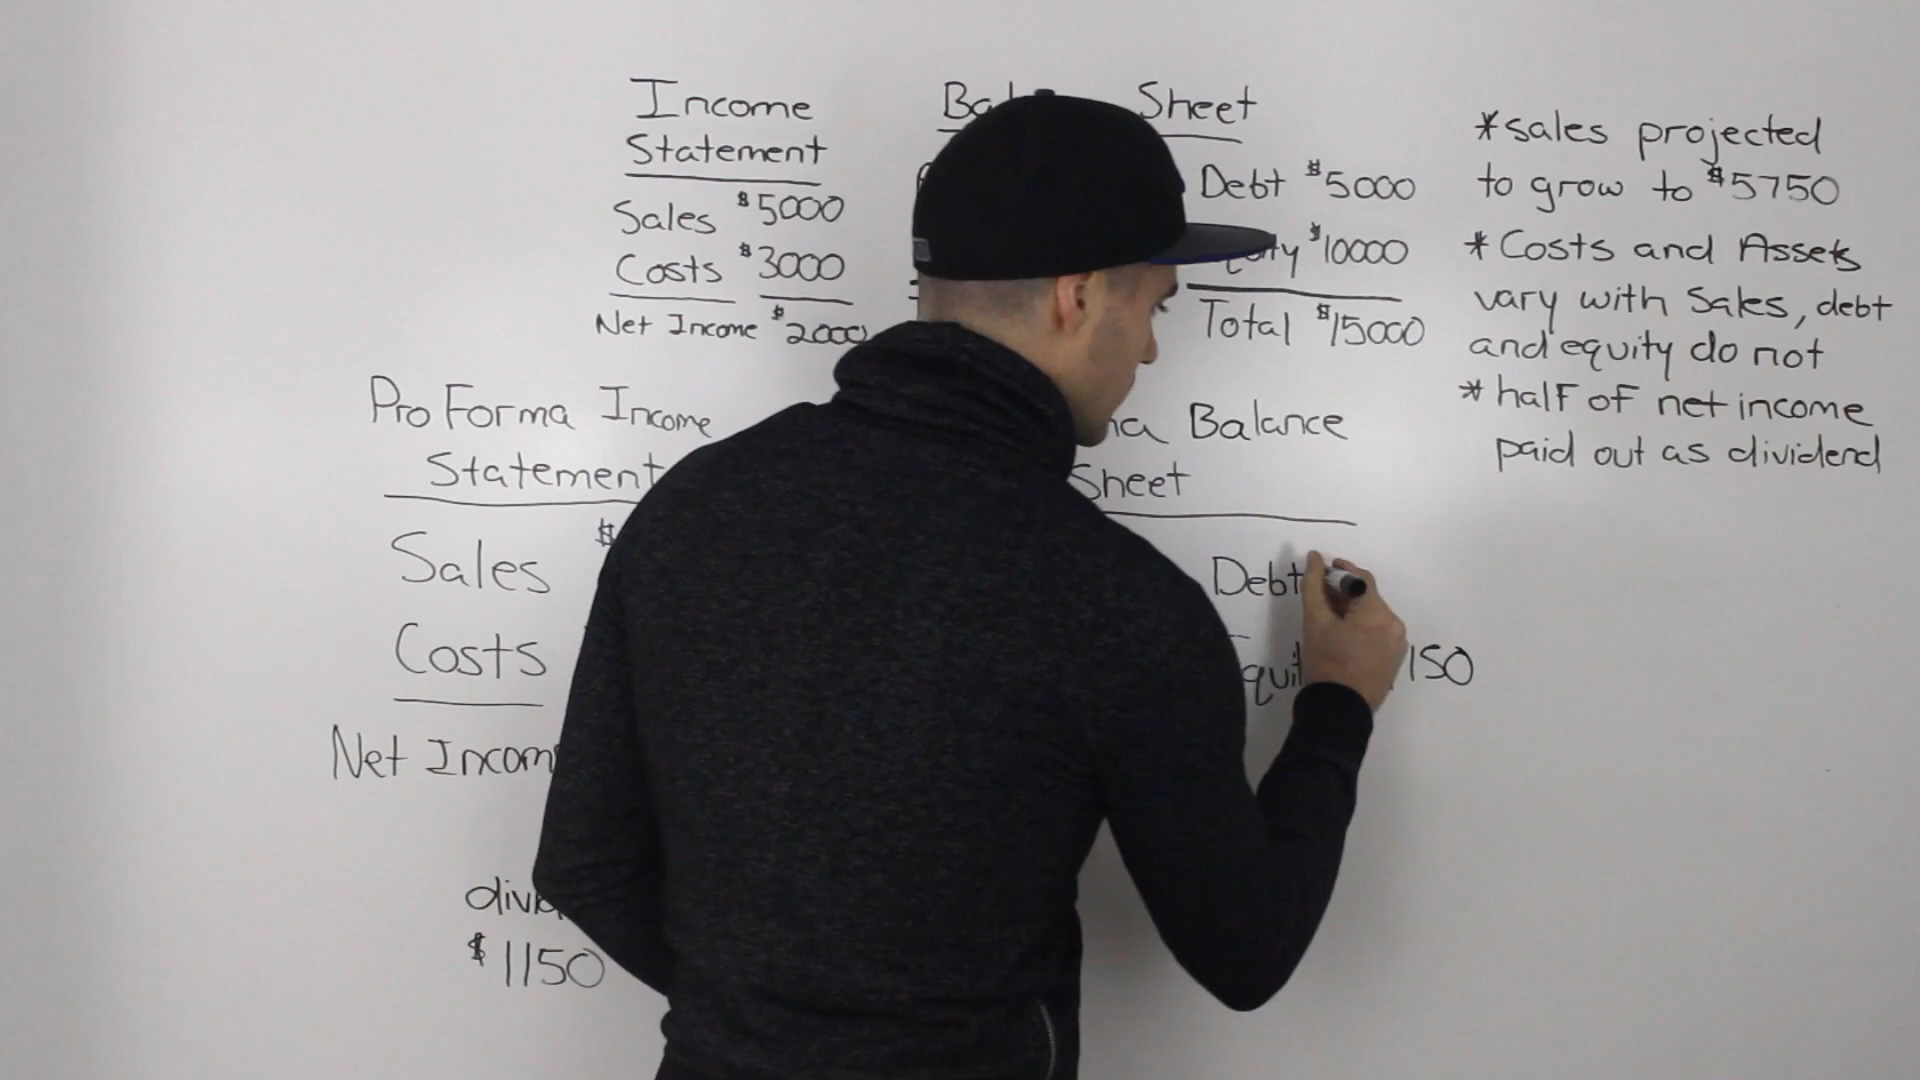 Income
Statement
Sales $5000
Costs $3000
Net Income $2000
Sheet
Debt $5000
$10000
Total $15000
*sales projected
to grow to $5750
* Costs and Assets
vary with Sales, debt
and equity do not
* half of net income
paid out as dividend
Pro Forma Income
Statement
Sales $
Costs
Net Incom
$1150
Balance
Sheet
Debt
150